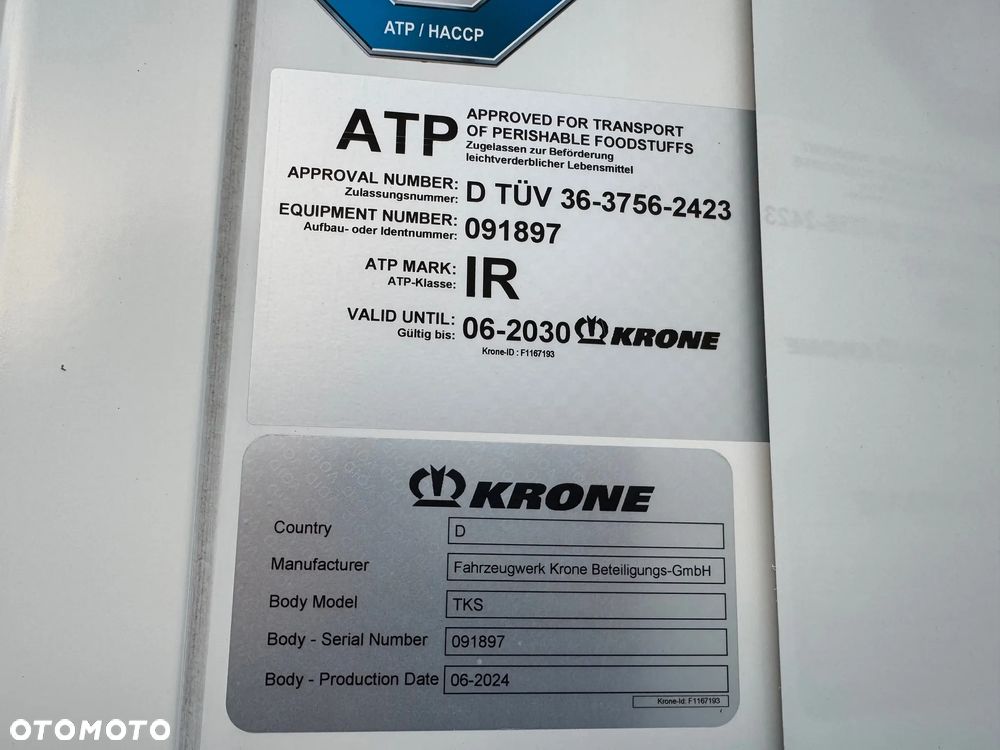 ATP / HACCP
ATP
APPROVED FOR TRANSPORT
OF PERISHABLE FOODSTUFFS
Zugelassen zur Beförderung
leichtverderblicher Lebensmittel
APPROVAL NUMBER: D TÜV 36-3756-2423
Zulassungsnummer:
EQUIPMENT NUMBER: 091897
Aufbau- oder Identnummer:
ATP MARK: IR
ATP-Klasse:
VALID UNTIL: 06-2030 KRONE
Gültig bis:
Krone-ID : F1167193
KRONE
Country D
Manufacturer Fahrzeugwerk Krone Beteiligungs-GmbH
Body Model TKS
Body - Serial Number 091897
Body - Production Date 06-2024
Krone-Id: F1167193
OTOMOTO